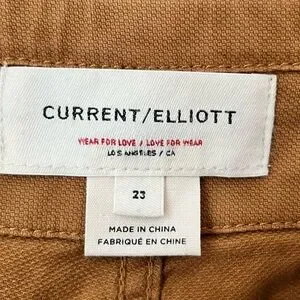 CURRENT/ELLIOTT
WEAR FOR LOVE / LOVE FOR WEAR
LOS ANGELES / CA
23
MADE IN CHINA
FABRIQUÉ EN CHINE